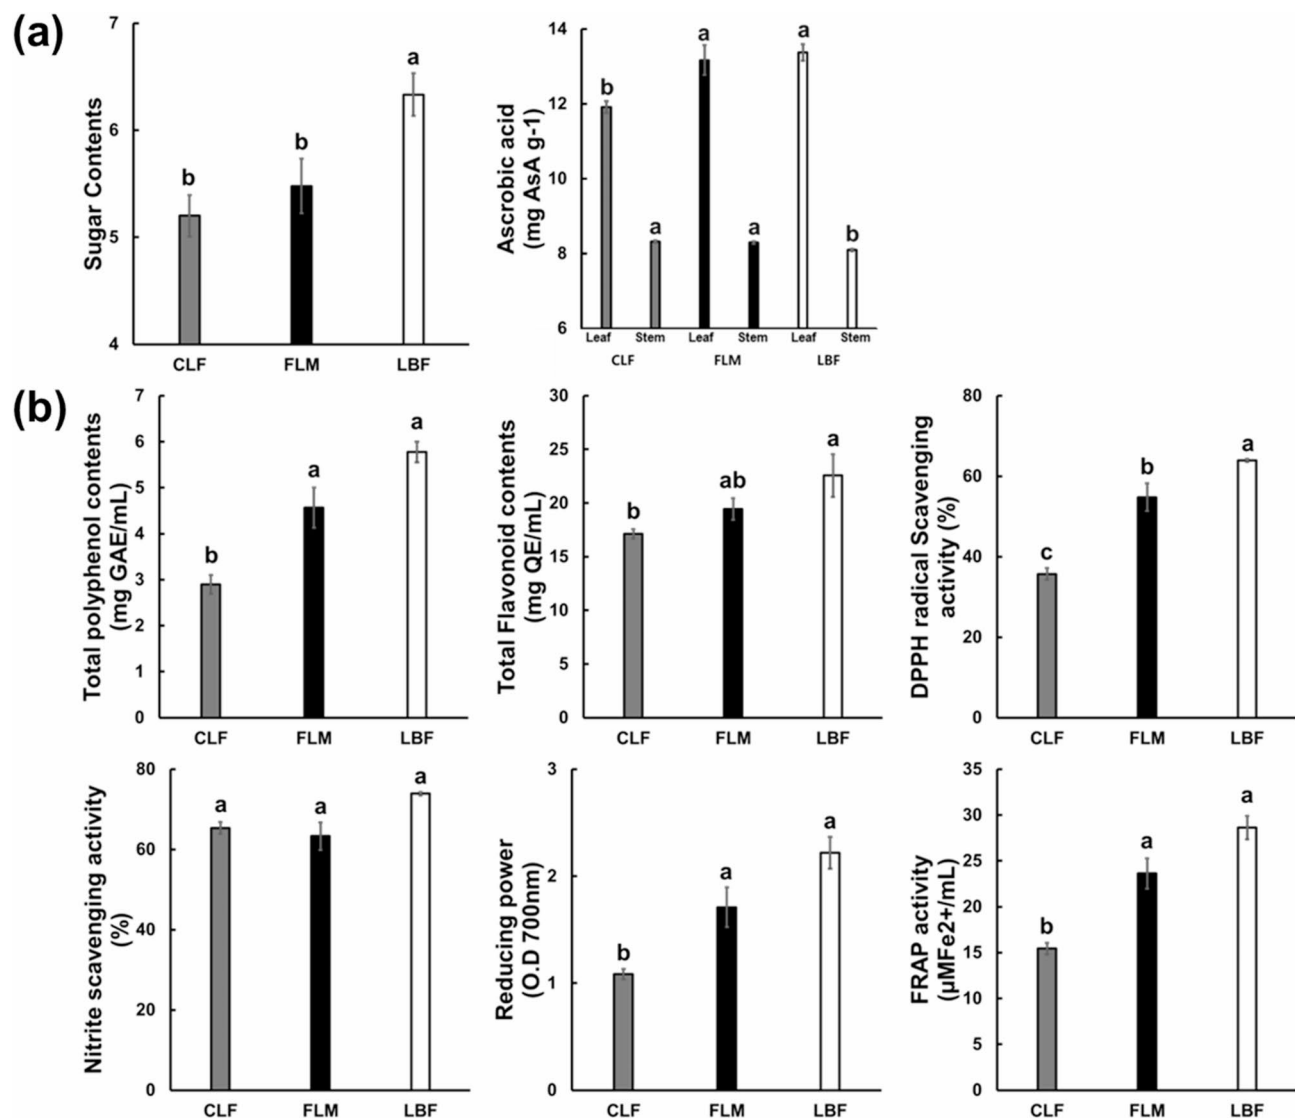 (a)
Sugar Contents
7
6
5
4
b
b
a
CLF
FLM
LBF
Ascrobic acid
(mg AsA g-1)
14
12
10
8
6
b
a
a
a
a
b
Leaf Stem Leaf Stem Leaf Stem
CLF
FLM
LBF
(b)
Total polyphenol contents
(mg GAE/mL)
7
6
5
4
3
2
1
0
b
a
a
CLF
FLM
LBF
Total Flavonoid contents
(mg QE/mL)
30
25
20
15
10
5
0
b
ab
a
CLF
FLM
LBF
DPPH radical Scavenging
activity (%)
80
60
40
20
0
c
b
a
CLF
FLM
LBF
Nitrite scavenging activity
(%)
80
60
40
20
0
a
a
a
CLF
FLM
LBF
Reducing power
(O.D 700nm)
3
2
1
0
b
a
a
CLF
FLM
LBF
FRAP activity
(μMFe2+/mL)
35
30
25
20
15
10
5
0
b
a
a
CLF
FLM
LBF